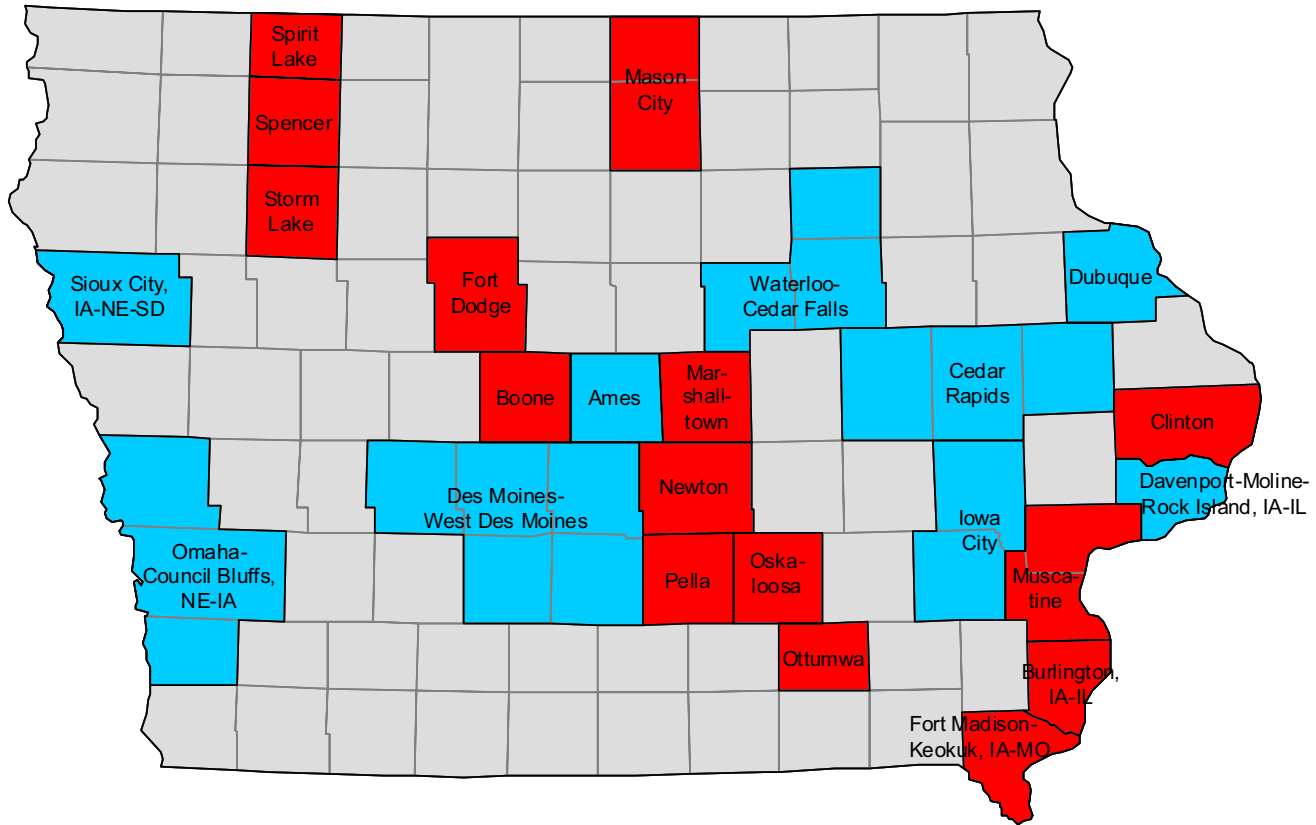 Spirit
Lake
Mason
City
Spencer
Storm
Lake
Sioux City,
IA-NE-SD
Fort
Dodge
Waterloo-
Cedar Falls
Dubuque
Boone
Ames
Mar-
shall-
town
Cedar
Rapids
Clinton
Des Moines-
West Des Moines
Newton
Iowa
City
Davenport-Moline-
Rock Island, IA-IL
Omaha-
Council Bluffs,
NE-IA
Pella
Oska-
loosa
Musca-
tine
Ottumwa
Burlington,
IA-IL
Fort Madison-
Keokuk, IA-MO